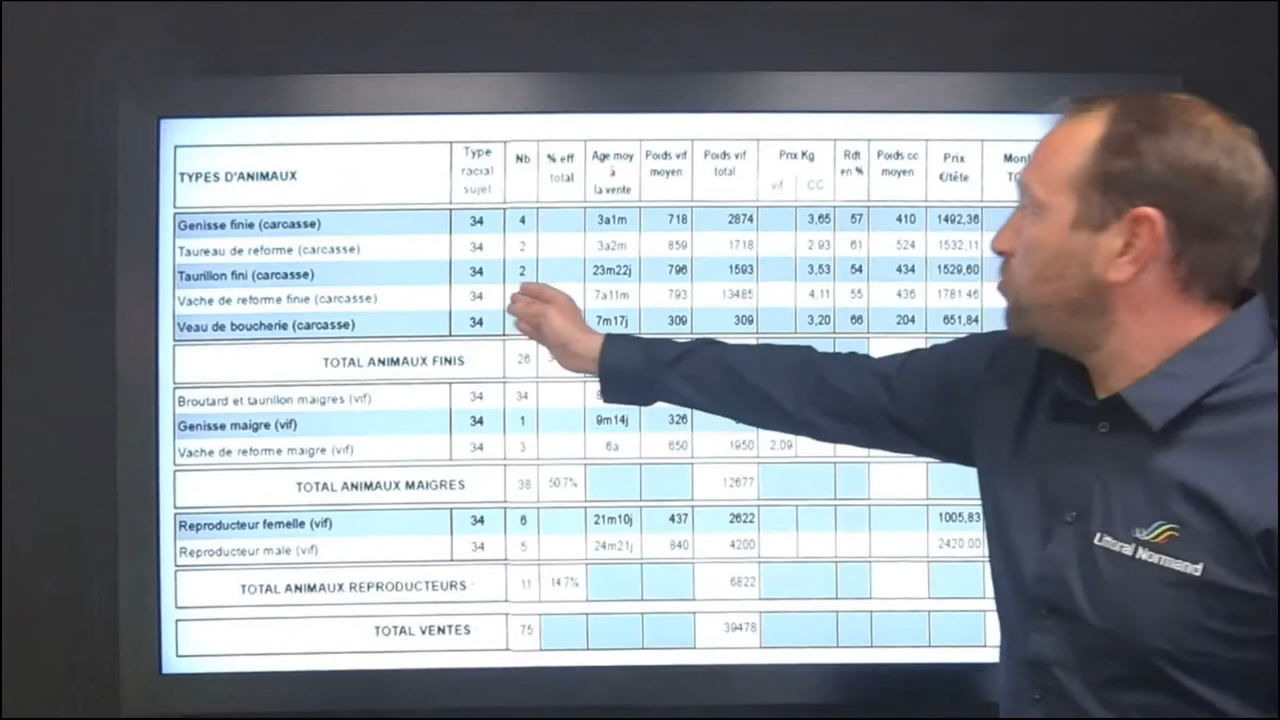 TYPES D'ANIMAUX Type racial sujet Nb % eff total Age moy à la vente Poids vif moyen Poids vif total Prix Kg vif CC Rdt en % Poids cc moyen Prix €/tête
Genisse finie (carcasse) 34 4 3a1m 718 2874 3,65 57 410 1492,36
Taureau de reforme (carcasse) 34 2 3a2m 859 1718 2.93 61 524 1532,11
Taurillon fini (carcasse) 34 2 23m22j 796 1593 3,53 54 434 1529,60
Vache de reforme finie (carcasse) 34 7a11m 793 13485 4,11 55 436 1781.46
Veau de boucherie (carcasse) 34 7m17j 309 309 3,20 66 204 651,84
TOTAL ANIMAUX FINIS 26
Broutard et taurillon maigres (vif) 34 34
Genisse maigre (vif) 34 1 9m14j 326
Vache de reforme maigre (vif) 34 3 6a 650 1950 2,09
TOTAL ANIMAUX MAIGRES 38 50.7% 12677
Reproducteur femelle (vif) 34 6 21m10j 437 2622 1005,83
Reproducteur male (vif) 34 5 24m21j 840 4200 2420.00
TOTAL ANIMAUX REPRODUCTEURS 11 14.7% 6822
TOTAL VENTES 75 39478
Littoral Normand